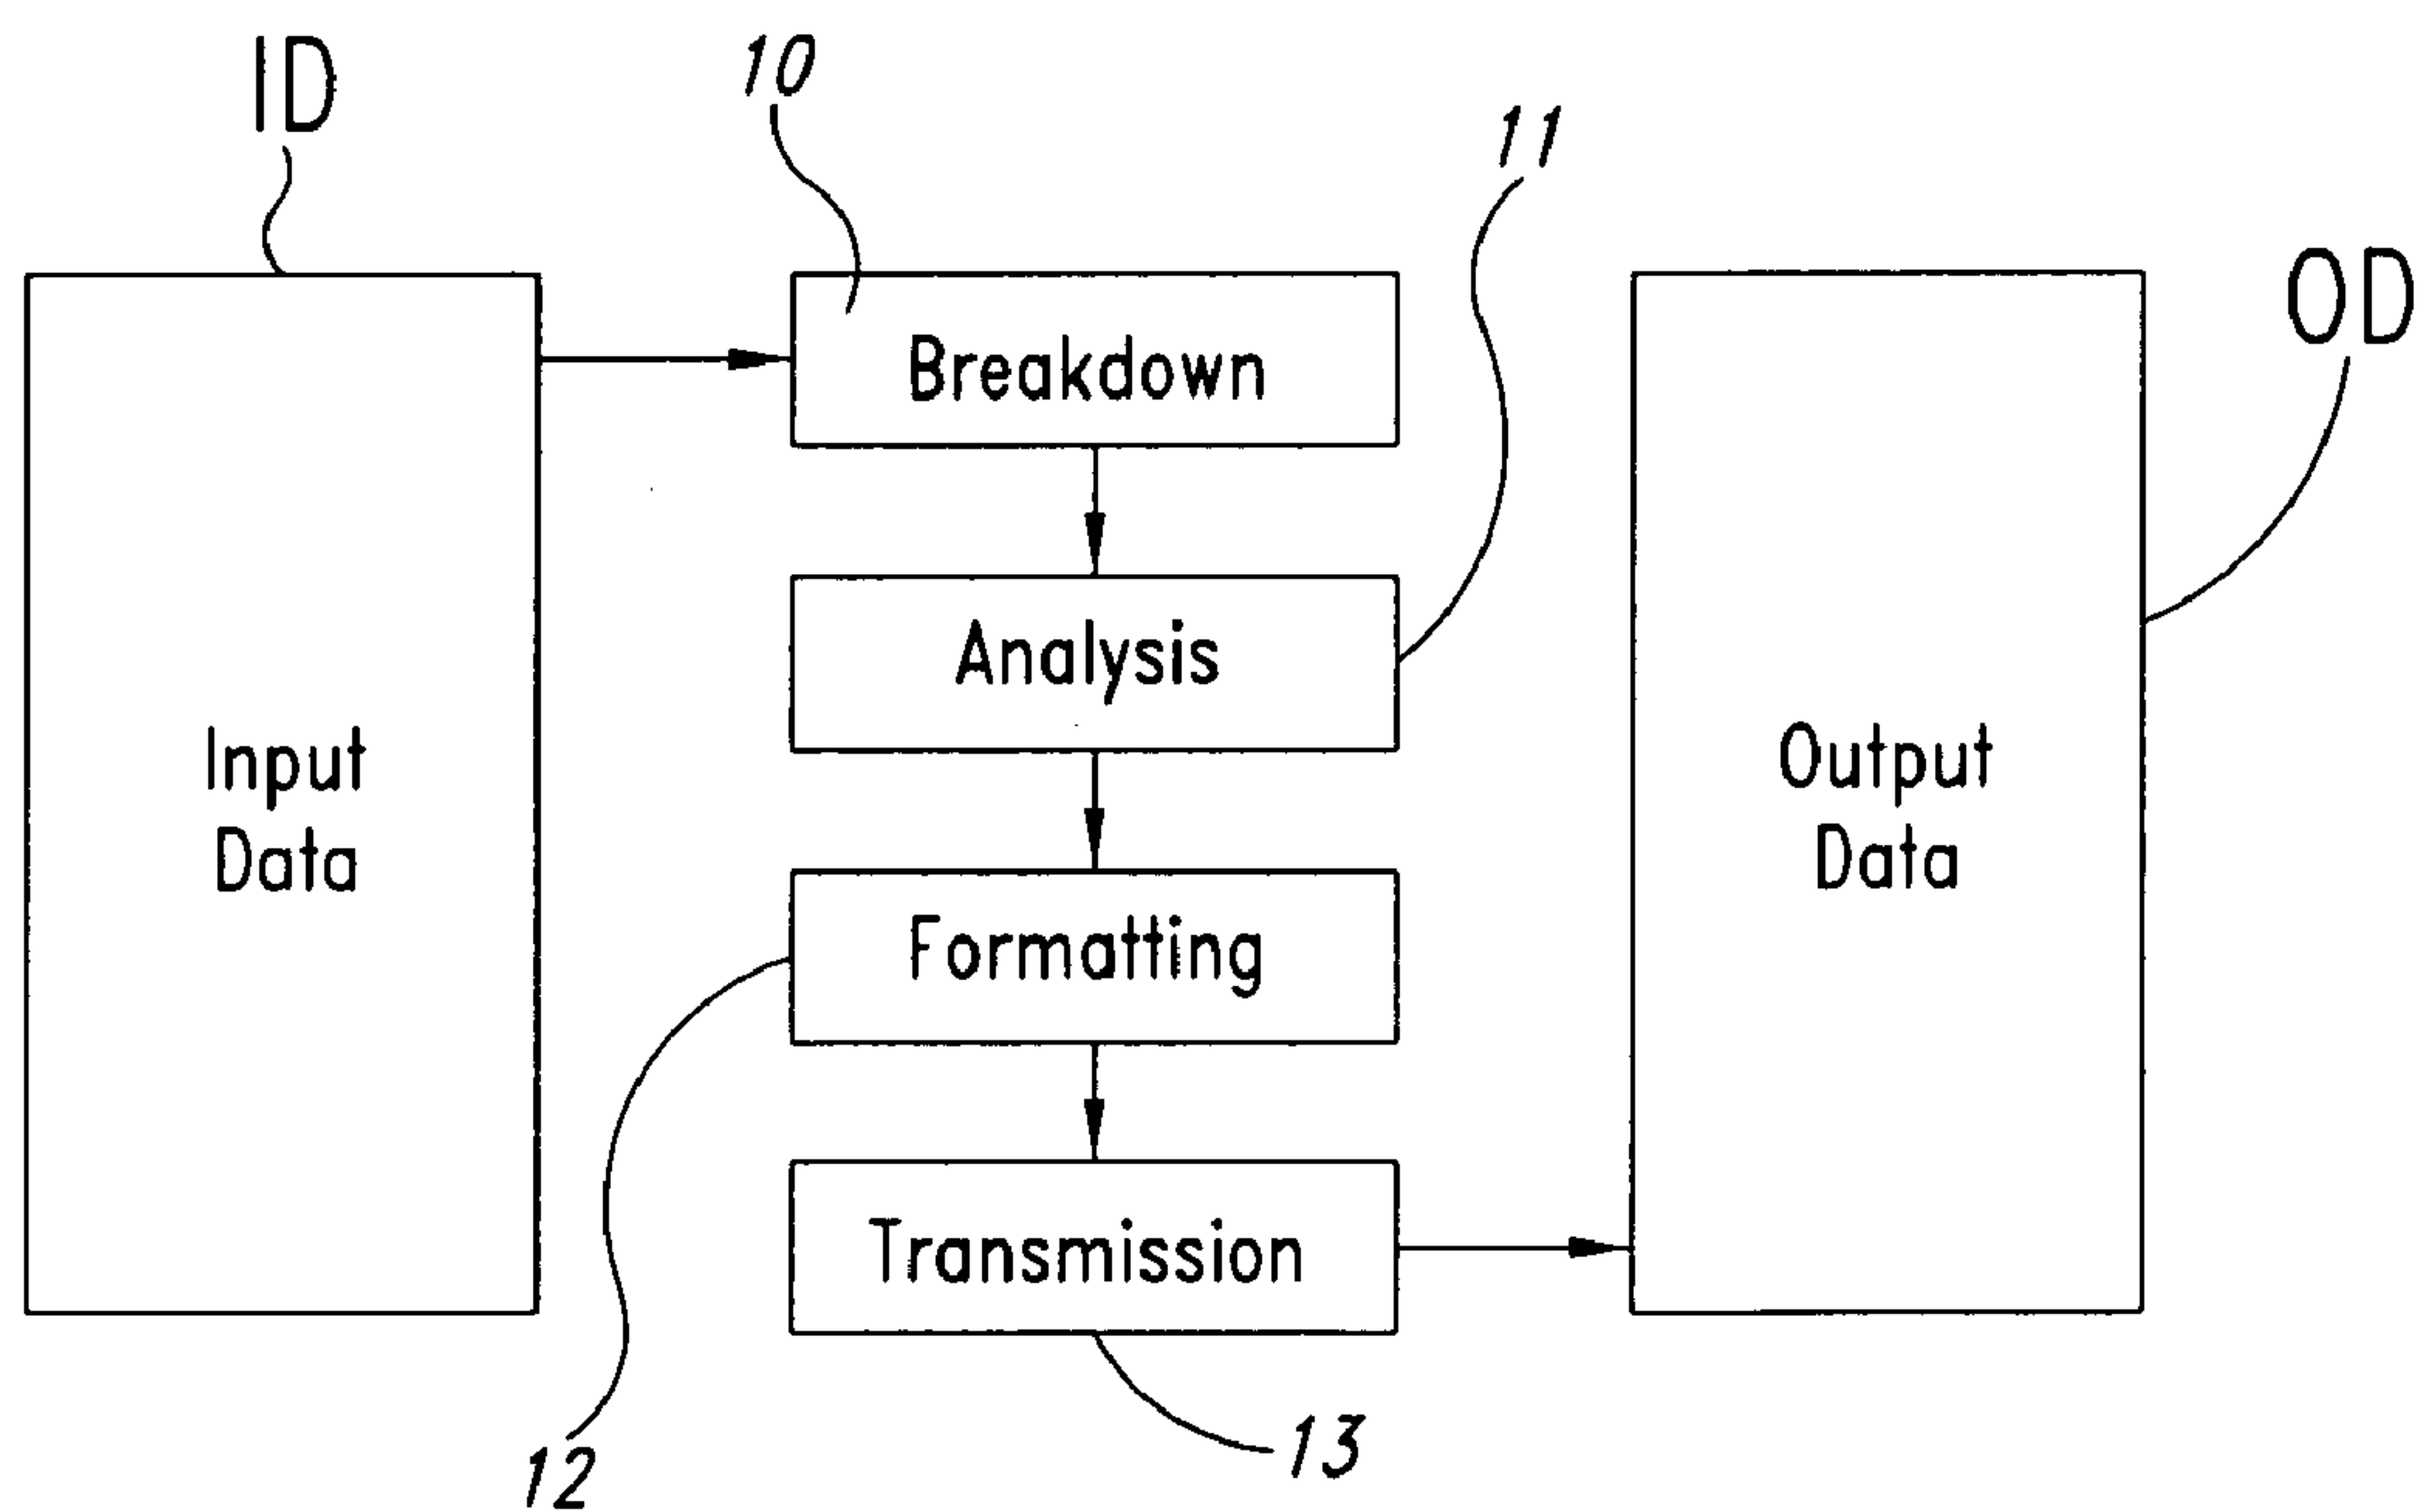 ID
10
11
OD
Breakdown
Analysis
Input
Data
Output
Data
Formatting
Transmission
12
13